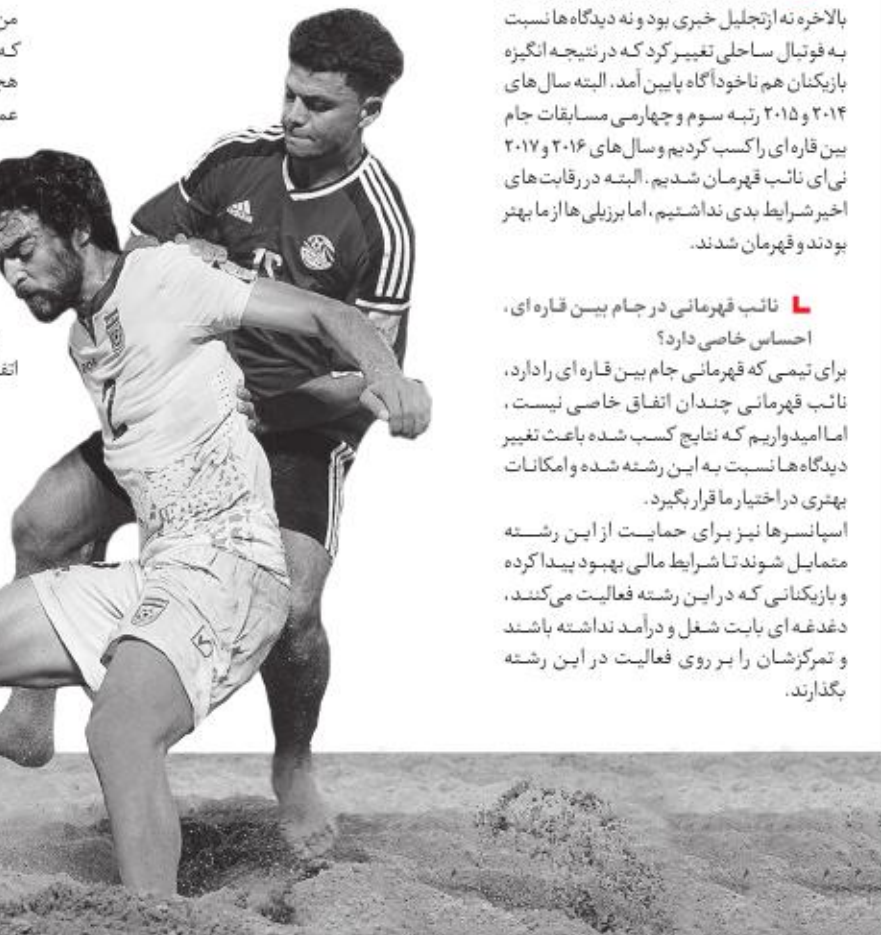 بالاخره نه ازتجلیل خبری بود و نه دیدگاه‌ها نسبت
به فوتبال ساحلی تغییر کرد که در نتیجه انگیزه
بازیکنان هم ناخودآگاه پایین آمد. البته سال‌های
۲۰۱۴ و ۲۰۱۵ رتبه سوم و چهارمی مسابقات جام
بین قاره ای را کسب کردیم و سال‌های ۲۰۱۶ و ۲۰۱۷
نی‌ای نائب قهرمان شدیم. البته در رقابت‌های
اخیر شرایط بدی نداشتیم، اما برزیلی ها از ما بهتر
بودند و قهرمان شدند.
نائب قهرمانی در جام بین قاره ای،
احساس خاصی دارد؟
برای تیمی که قهرمانی جام بین قاره ای را دارد،
نائب قهرمانی چندان اتفاق خاصی نیست،
اما امیدواریم که نتایج کسب شده باعث تغییر
دیدگاه‌ها نسبت به این رشته شده و امکانات
بهتری در اختیار ما قرار بگیرد.
اسپانسرها نیز برای حمایت از این رشته
متمایل شوند تا شرایط مالی بهبود پیدا کرده
و بازیکنانی که در این رشته فعالیت می‌کنند،
دغدغه ای بابت شغل و درآمد نداشته باشند
و تمرکزشان را بر روی فعالیت در این رشته
بگذارند.
من
که
عم
اتف
adidas
2